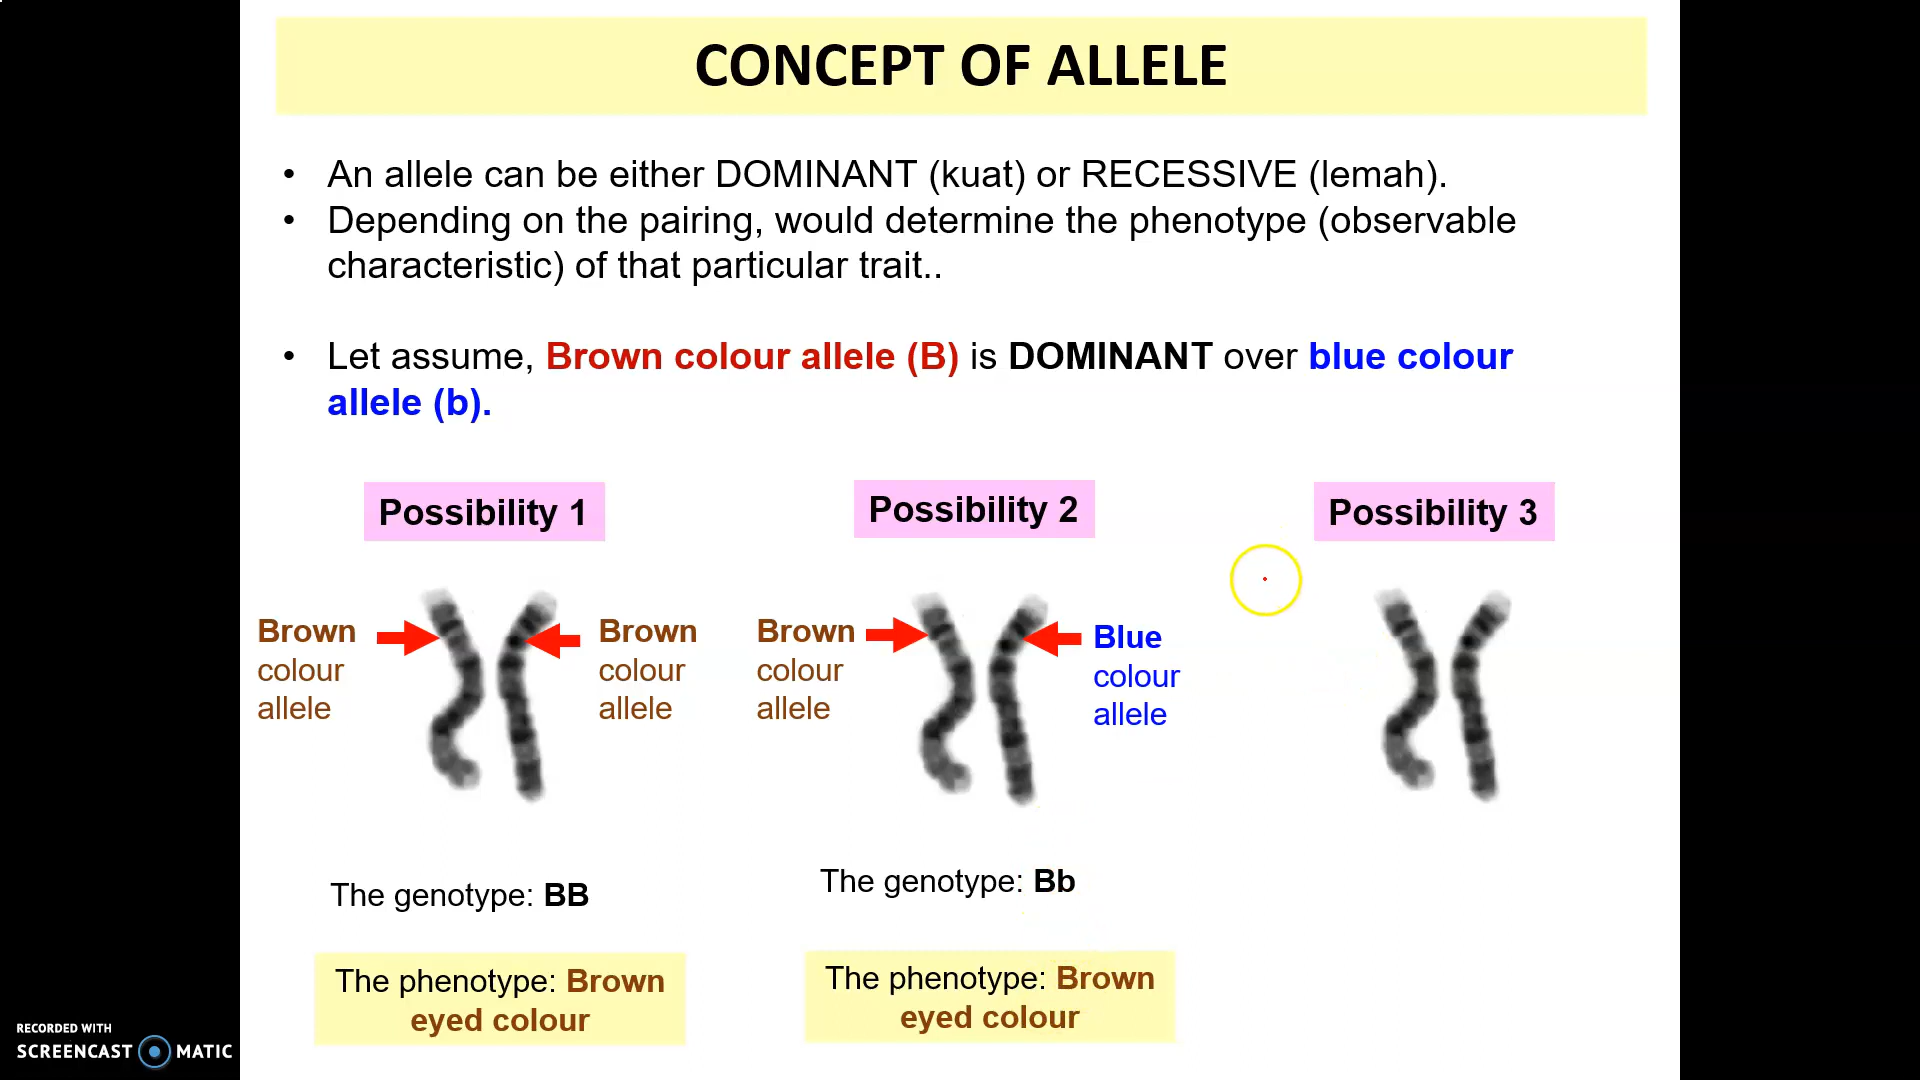 CONCEPT OF ALLELE
• An allele can be either DOMINANT (kuat) or RECESSIVE (lemah).
• Depending on the pairing, would determine the phenotype (observable
characteristic) of that particular trait..
• Let assume, Brown colour allele (B) is DOMINANT over blue colour
allele (b).
Possibility 1
Brown
colour
allele
Brown
colour
allele
The genotype: BB
The phenotype: Brown
eyed colour
Possibility 2
Brown
colour
allele
Blue
colour
allele
The genotype: Bb
The phenotype: Brown
eyed colour
Possibility 3
RECORDED WITH
SCREENCAST MATIC